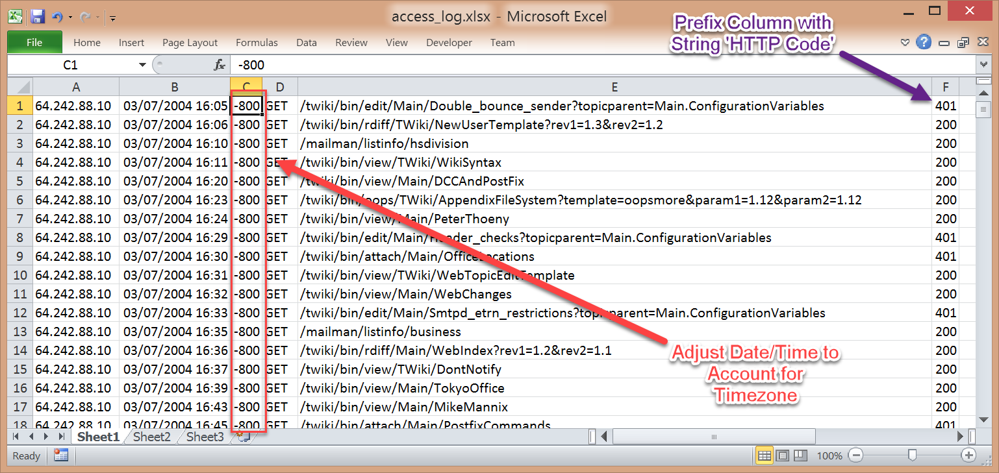 access_log.xlsx - Microsoft Excel
Prefix Column with
String 'HTTP Code'
File Home Insert Page Layout Formulas Data Review View Developer Team
C1 fx -800
A B C D E F
1 64.242.88.10 03/07/2004 16:05 -800 GET /twiki/bin/edit/Main/Double_bounce_sender?topicparent=Main.ConfigurationVariables 401
2 64.242.88.10 03/07/2004 16:06 -800 GET /twiki/bin/rdiff/TWiki/NewUserTemplate?rev1=1.3&rev2=1.2 200
3 64.242.88.10 03/07/2004 16:10 -800 GET /mailman/listinfo/hsdivision 200
4 64.242.88.10 03/07/2004 16:11 -800 GET /twiki/bin/view/TWiki/WikiSyntax 200
5 64.242.88.10 03/07/2004 16:20 -800 GET /twiki/bin/view/Main/DCCAndPostFix 200
6 64.242.88.10 03/07/2004 16:23 -800 GET /twiki/bin/oops/TWiki/AppendixFileSystem?template=oopsmore&param1=1.12&param2=1.12 200
7 64.242.88.10 03/07/2004 16:24 -800 GET /twiki/bin/view/Main/PeterThoeny 200
8 64.242.88.10 03/07/2004 16:29 -800 GET /twiki/bin/edit/Main/Header_checks?topicparent=Main.ConfigurationVariables 401
9 64.242.88.10 03/07/2004 16:30 -800 GET /twiki/bin/attach/Main/OfficeLocations 401
10 64.242.88.10 03/07/2004 16:31 -800 GET /twiki/bin/view/TWiki/WebTopicEditTemplate 200
11 64.242.88.10 03/07/2004 16:32 -800 GET /twiki/bin/view/Main/WebChanges 200
12 64.242.88.10 03/07/2004 16:33 -800 GET /twiki/bin/edit/Main/Smtpd_etrn_restrictions?topicparent=Main.ConfigurationVariables 401
13 64.242.88.10 03/07/2004 16:35 -800 GET /mailman/listinfo/business 200
14 64.242.88.10 03/07/2004 16:36 -800 GET /twiki/bin/rdiff/Main/WebIndex?rev1=1.2&rev2=1.1 200
15 64.242.88.10 03/07/2004 16:37 -800 GET /twiki/bin/view/TWiki/DontNotify 200
16 64.242.88.10 03/07/2004 16:39 -800 GET /twiki/bin/view/Main/TokyoOffice 200
17 64.242.88.10 03/07/2004 16:43 -800 GET /twiki/bin/view/Main/MikeMannix 200
18 64.242.88.10 03/07/2004 16:45 -800 GET /twiki/bin/attach/Main/PostfixCommands 401
Adjust Date/Time to
Account for
Timezone
Sheet1 Sheet2 Sheet3
Ready 100%